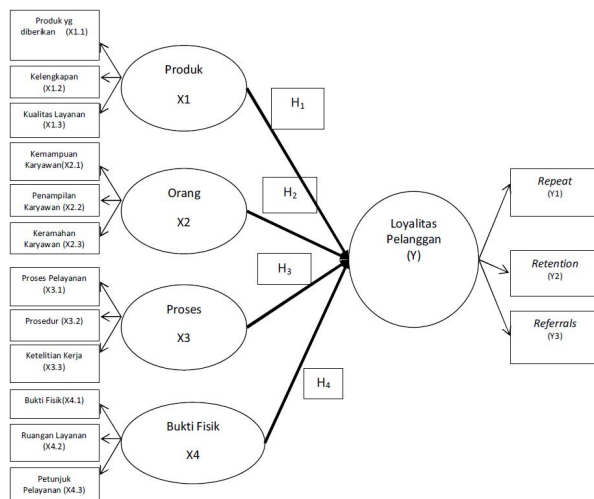 Produk yg
diberikan (X1.1)
Kelengkapan
(X1.2)
Kualitas Layanan
(X1.3)
Produk
X1
H1
Kemampuan
Karyawan(X2.1)
Penampilan
Karyawan (X2.2)
Keramahan
Karyawan (X2.3)
Orang
X2
H2
Proses Pelayanan
(X3.1)
Prosedur (X3.2)
Ketelitian Kerja
(X3.3)
Proses
X3
H3
Bukti Fisik(X4.1)
Ruangan Layanan
(X4.2)
Petunjuk
Pelayanan (X4.3)
Bukti Fisik
X4
H4
Loyalitas
Pelanggan
(Y)
Repeat
(Y1)
Retention
(Y2)
Referrals
(Y3)